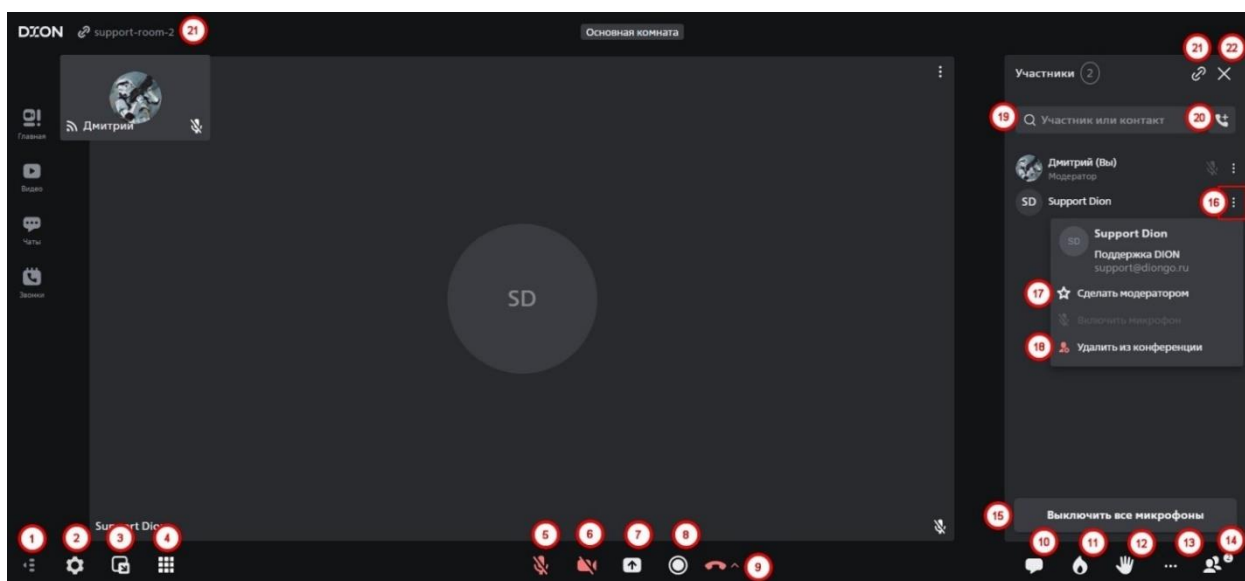 DION support-room-2 21
Основная комната
21 22
Участники 2
19 Участник или контакт 20
Дмитрий
Главная
Видео
Чаты
Звонки
Дмитрий (Вы)
Модератор
SD Support Dion 16
SD Support Dion
Поддержка DION
support@diongo.ru
17 Сделать модератором
Включить микрофон
18 Удалить из конференции
SD
15 Выключить все микрофоны
Support Dion
1 2 3 4 5 6 7 8 9 10 11 12 13 14
2